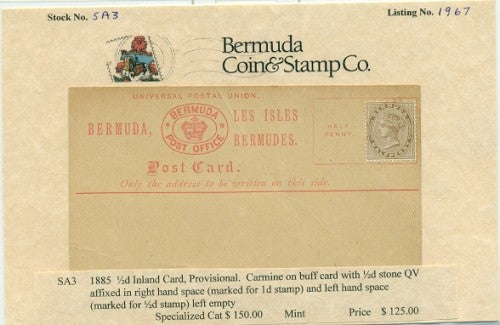 Stock No. SA3
Listing No. 1967
Bermuda
Coin&Stamp Co.
UNIVERSAL POSTAL UNION.
BERMUDA,
BERMUDA
POST OFFICE
LES ISLES
BERMUDES.
HALF
PENNY.
Post Card.
Only the address to be written on this side.
SA3 1885 ½d Inland Card, Provisional. Carmine on buff card with ½d stone QV
affixed in right hand space (marked for 1d stamp) and left hand space
(marked for ½d stamp) left empty
Specialized Cat $ 150.00 Mint Price $ 125.00